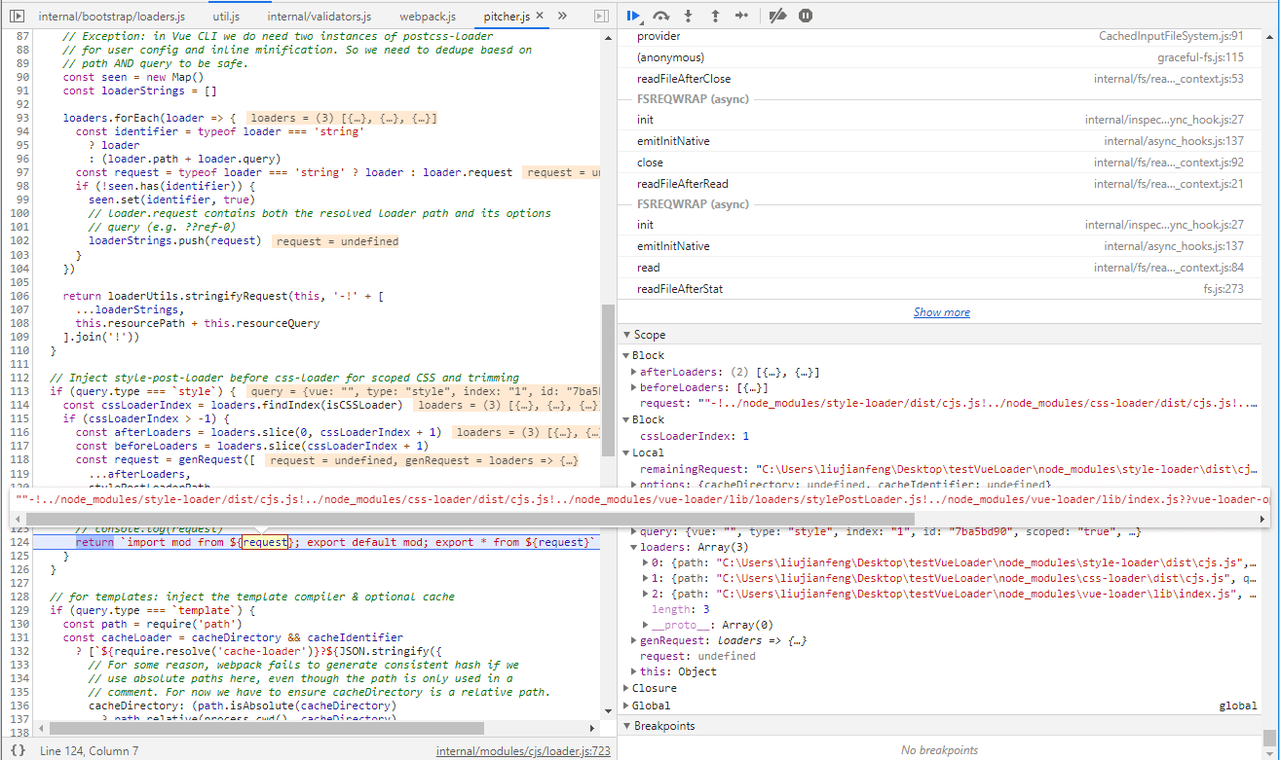 internal/bootstrap/loaders.js util.js internal/validators.js webpack.js pitcher.js × »
87 // Exception: in Vue CLI we do need two instances of postcss-loader
88 // for user config and inline minification. So we need to dedupe baesd on
89 // path AND query to be safe.
90 const seen = new Map()
91 const loaderStrings = []
92
93 loaders.forEach(loader => { loaders = (3) [{…}, {…}, {…}]
94 const identifier = typeof loader === 'string'
95 ? loader
96 : (loader.path + loader.query)
97 const request = typeof loader === 'string' ? loader : loader.request request = un
98 if (!seen.has(identifier)) {
99 seen.set(identifier, true)
100 // loader.request contains both the resolved loader path and its options
101 // query (e.g. ??ref-0)
102 loaderStrings.push(request) request = undefined
103 }
104 })
105
106 return loaderUtils.stringifyRequest(this, '-!' + [
107 ...loaderStrings,
108 this.resourcePath + this.resourceQuery
109 ].join('!'))
110 }
111
112 // Inject style-post-loader before css-loader for scoped CSS and trimming
113 if (query.type === `style`) { query = {vue: "", type: "style", index: "1", id: "7ba5b
114 const cssLoaderIndex = loaders.findIndex(isCSSLoader) loaders = (3) [{…}, {…}, {…}
115 if (cssLoaderIndex > -1) {
116 const afterLoaders = loaders.slice(0, cssLoaderIndex + 1) loaders = (3) [{…}, {…
117 const beforeLoaders = loaders.slice(cssLoaderIndex + 1)
118 const request = genRequest([ request = undefined, genRequest = loaders => {…}
119 ...afterLoaders,
""-!../node_modules/style-loader/dist/cjs.js!../node_modules/css-loader/dist/cjs.js!../node_modules/vue-loader/lib/loaders/stylePostLoader.js!../node_modules/vue-loader/lib/index.js??vue-loader-op
123 // console.log(request)
124 return `import mod from ${request}; export default mod; export * from ${request}`
125 }
126 }
127
128 // for templates: inject the template compiler & optional cache
129 if (query.type === `template`) {
130 const path = require('path')
131 const cacheLoader = cacheDirectory && cacheIdentifier
132 ? [`${require.resolve('cache-loader')}?${JSON.stringify({
133 // For some reason, webpack fails to generate consistent hash if we
134 // use absolute paths here, even though the path is only used in a
135 // comment. For now we have to ensure cacheDirectory is a relative path.
136 cacheDirectory: (path.isAbsolute(cacheDirectory)
137 ? path.relative(process.cwd(), cacheDirectory)
138
{} Line 124, Column 7 internal/modules/cjs/loader.js:723
provider CachedInputFileSystem.js:91
(anonymous) graceful-fs.js:115
readFileAfterClose internal/fs/rea…_context.js:53
FSREQWRAP (async)
init internal/inspec…ync_hook.js:27
emitInitNative internal/async_hooks.js:137
close internal/fs/rea…_context.js:92
readFileAfterRead internal/fs/rea…_context.js:21
FSREQWRAP (async)
init internal/inspec…ync_hook.js:27
emitInitNative internal/async_hooks.js:137
read internal/fs/rea…_context.js:84
readFileAfterStat fs.js:273
Show more
Scope
Block
afterLoaders: (2) [{…}, {…}]
beforeLoaders: [{…}]
request: ""-!../node_modules/style-loader/dist/cjs.js!../node_modules/css-loader/dist/cjs.js!..…
Block
cssLoaderIndex: 1
Local
remainingRequest: "C:\Users\liujianfeng\Desktop\testVueLoader\node_modules\style-loader\dist\cj…
options: {cacheDirectory: undefined, cacheIdentifier: undefined}
query: {vue: "", type: "style", index: "1", id: "7ba5bd90", scoped: "true", …}
loaders: Array(3)
0: {path: "C:\Users\liujianfeng\Desktop\testVueLoader\node_modules\style-loader\dist\cjs.js",…
1: {path: "C:\Users\liujianfeng\Desktop\testVueLoader\node_modules\css-loader\dist\cjs.js", q…
2: {path: "C:\Users\liujianfeng\Desktop\testVueLoader\node_modules\vue-loader\lib\index.js", …
length: 3
__proto__: Array(0)
genRequest: loaders => {…}
request: undefined
this: Object
Closure
Global global
Breakpoints
No breakpoints